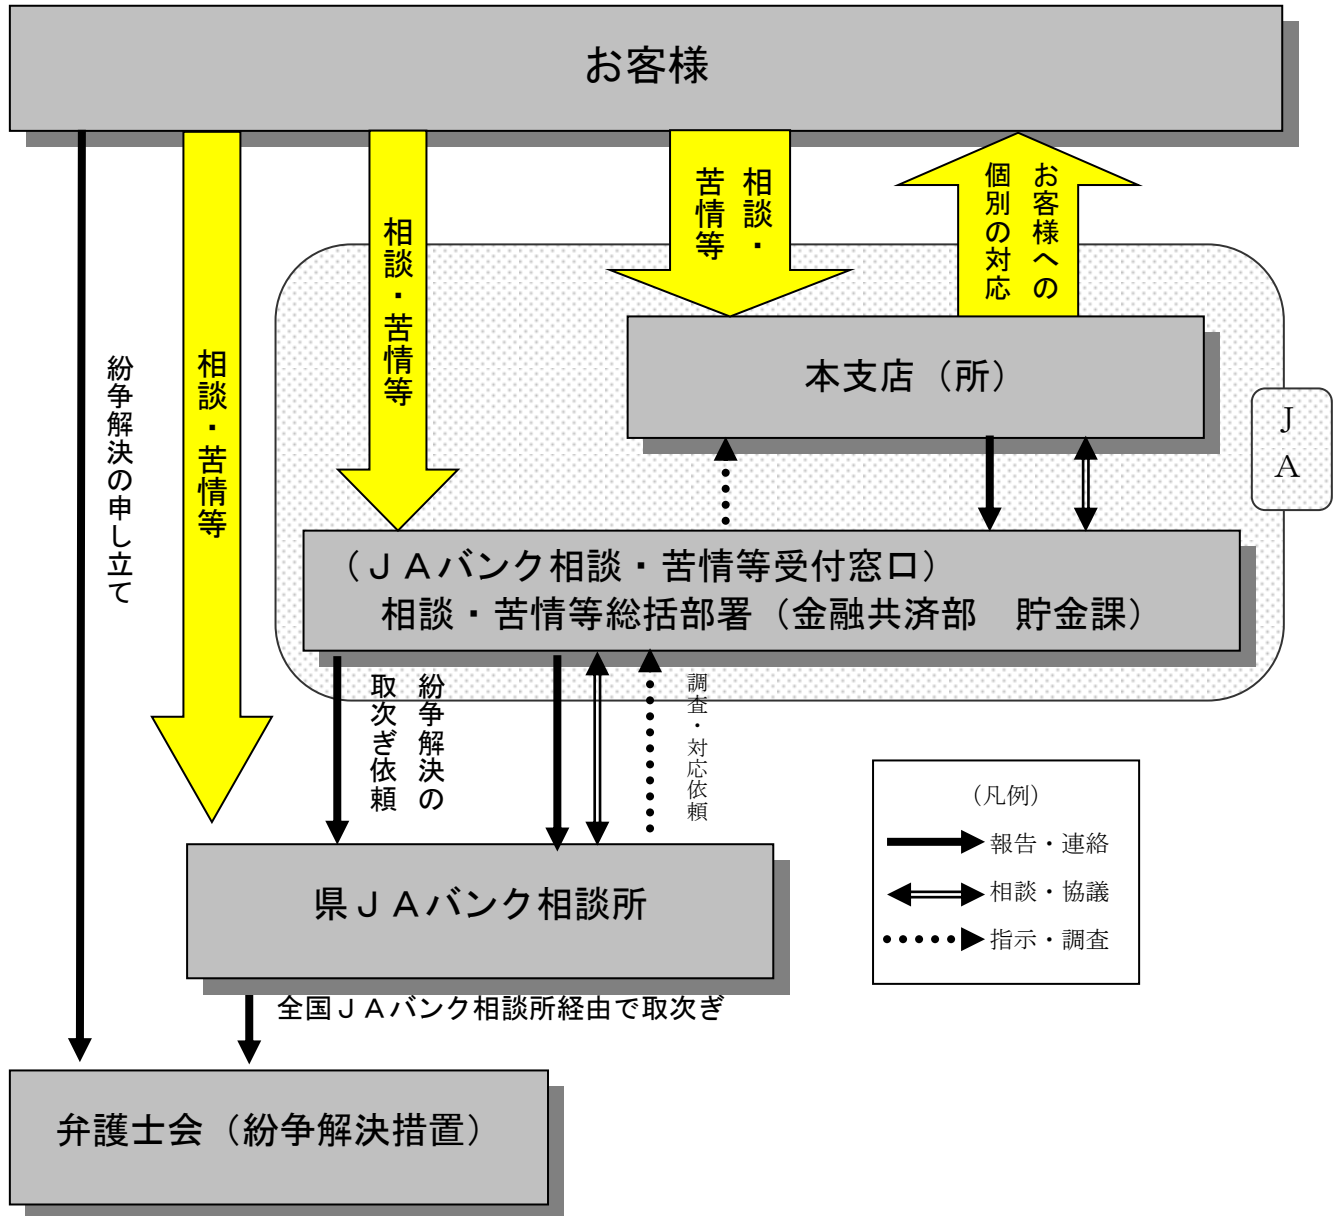 お客様
紛争解決の申し立て
相談・苦情等
相談・苦情等
相談・
苦情等
お客様への
個別の対応
本支店（所）
ＪＡ
（ＪＡバンク相談・苦情等受付窓口）
相談・苦情等総括部署（金融共済部　貯金課）
紛争解決の
取次ぎ依頼
調査・対応依頼
県ＪＡバンク相談所
（凡例）
報告・連絡
相談・協議
指示・調査
全国ＪＡバンク相談所経由で取次ぎ
弁護士会（紛争解決措置）